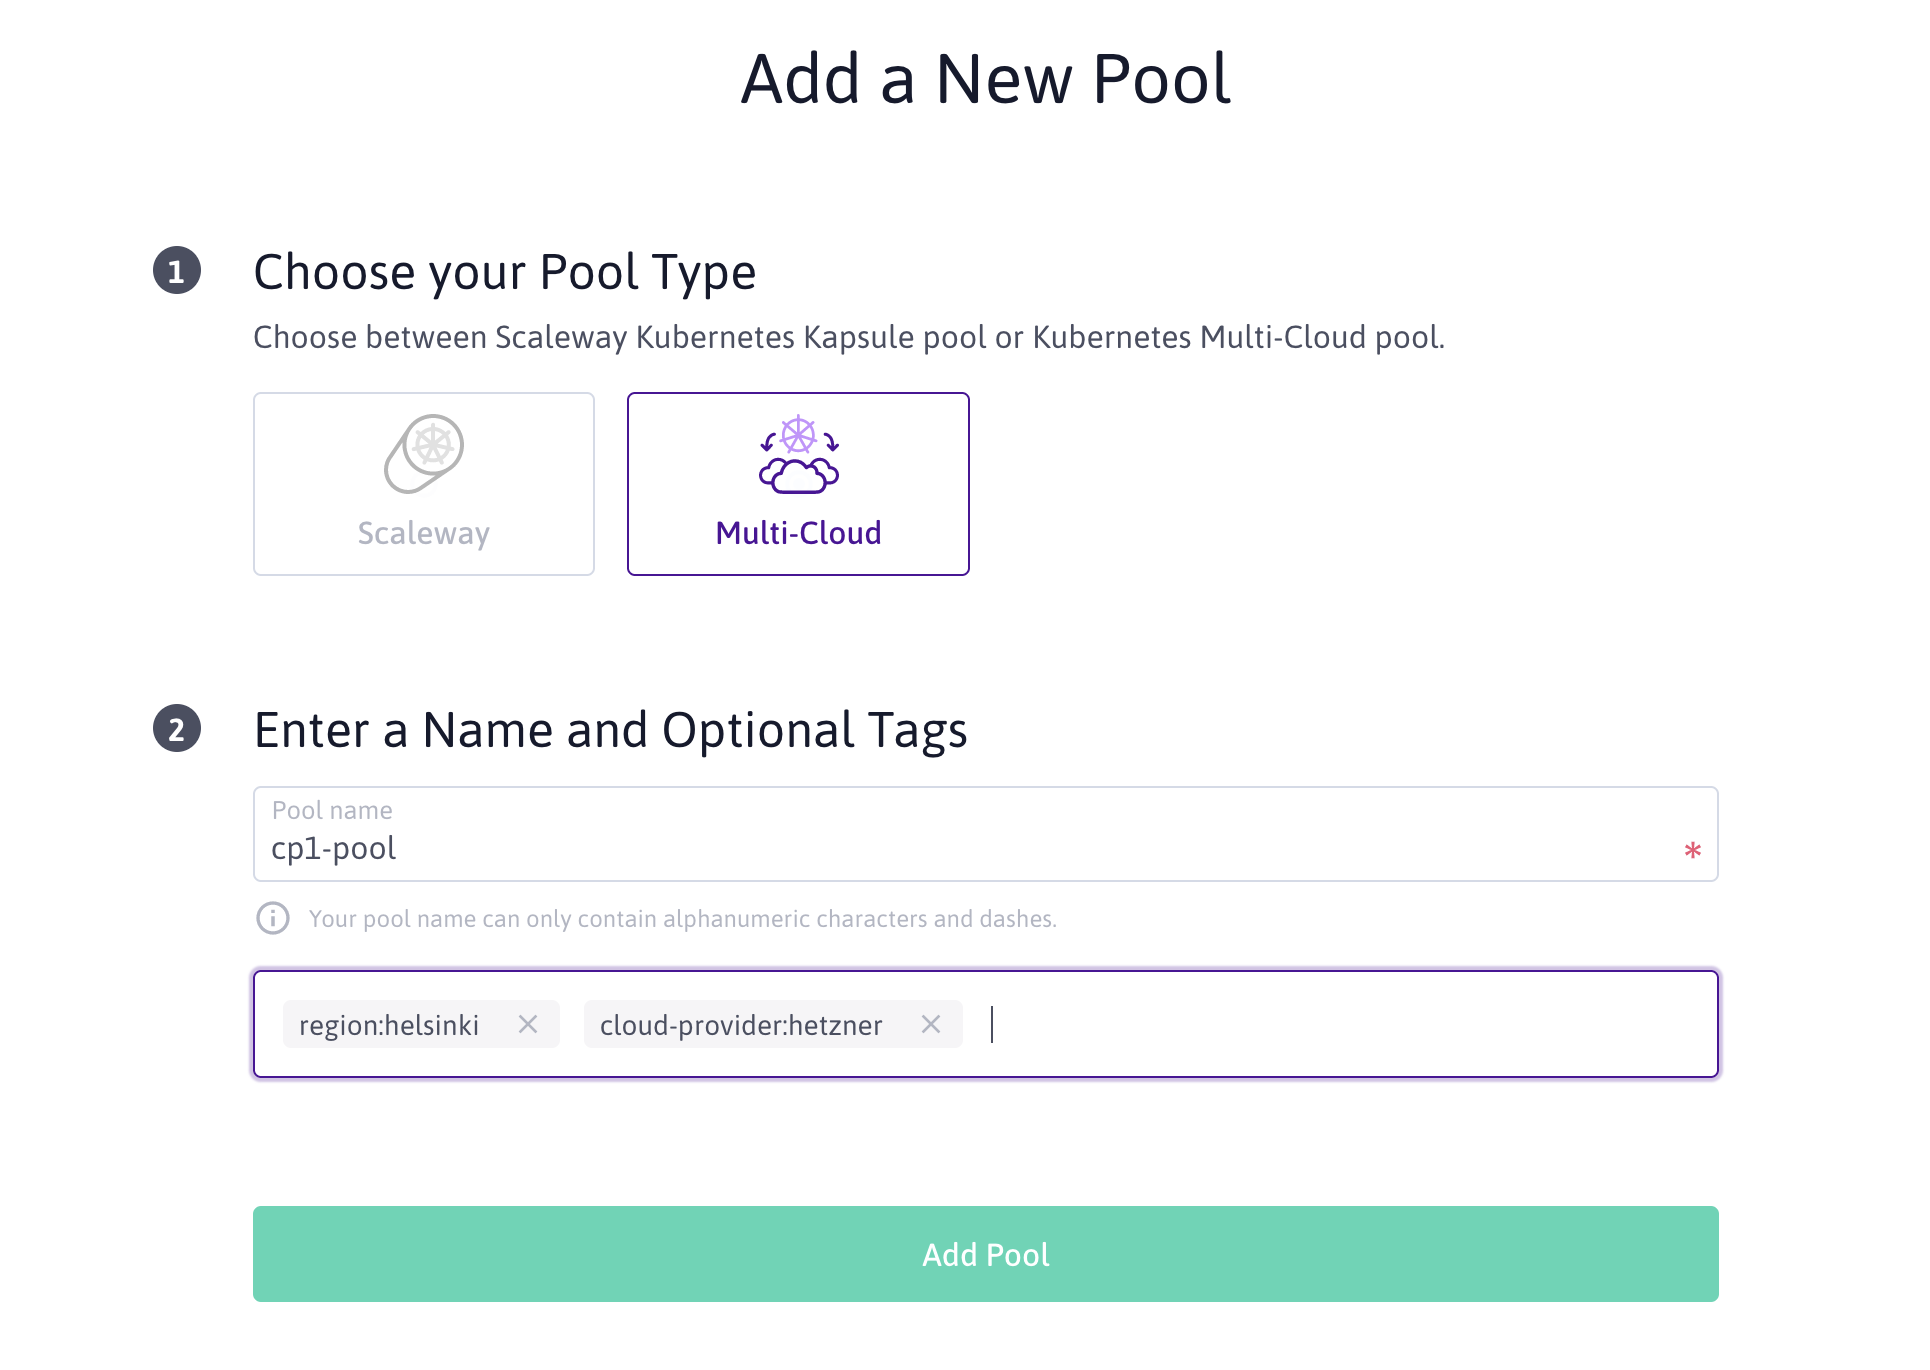 Add a New Pool
1
Choose your Pool Type
Choose between Scaleway Kubernetes Kapsule pool or Kubernetes Multi-Cloud pool.
Scaleway
Multi-Cloud
2
Enter a Name and Optional Tags
Pool name
cp1-pool
*
Your pool name can only contain alphanumeric characters and dashes.
region:helsinki
cloud-provider:hetzner
Add Pool